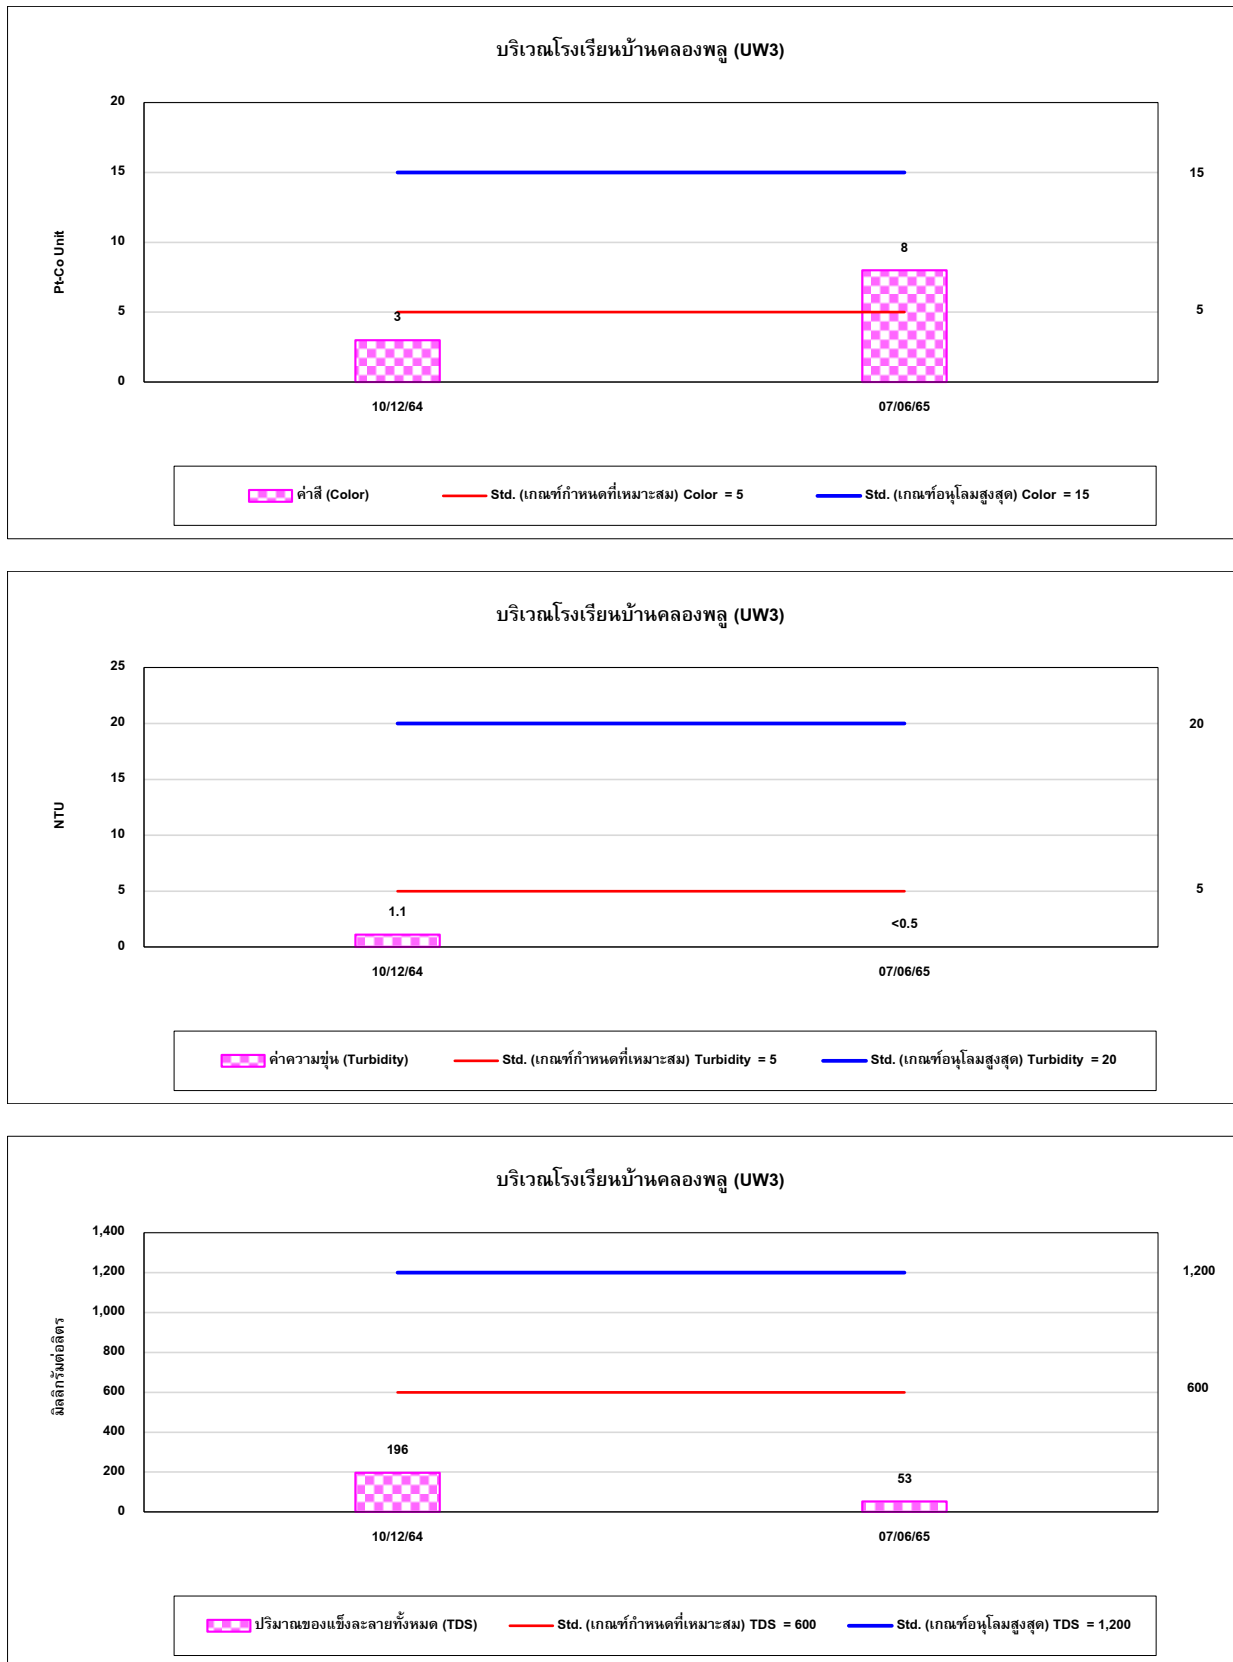 บริเวณโรงเรียนบ้านคลองพลู (UW3)
20
15
10
5
0
Pt-Co Unit
3
8
15
5
10/12/64
07/06/65
ค่าสี (Color)
Std. (เกณฑ์กำหนดที่เหมาะสม) Color = 5
Std. (เกณฑ์อนุโลมสูงสุด) Color = 15
บริเวณโรงเรียนบ้านคลองพลู (UW3)
25
20
15
10
5
0
NTU
1.1
<0.5
20
5
10/12/64
07/06/65
ค่าความขุ่น (Turbidity)
Std. (เกณฑ์กำหนดที่เหมาะสม) Turbidity = 5
Std. (เกณฑ์อนุโลมสูงสุด) Turbidity = 20
บริเวณโรงเรียนบ้านคลองพลู (UW3)
1,400
1,200
1,000
800
600
400
200
0
มิลลิกรัมต่อลิตร
196
53
1,200
600
10/12/64
07/06/65
ปริมาณของแข็งละลายทั้งหมด (TDS)
Std. (เกณฑ์กำหนดที่เหมาะสม) TDS = 600
Std. (เกณฑ์อนุโลมสูงสุด) TDS = 1,200